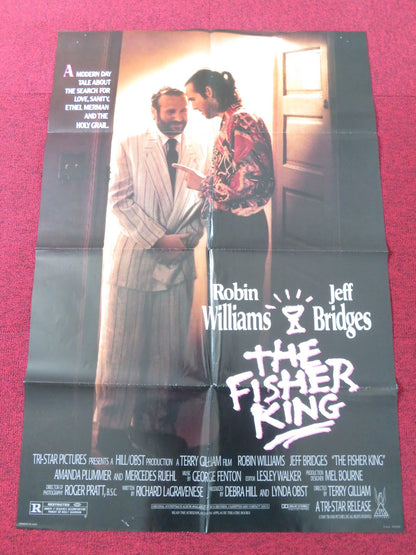 A MODERN DAY
TALE ABOUT
THE SEARCH FOR
LOVE, SANITY,
ETHEL MERMAN
AND THE
HOLY GRAIL.
Robin Williams
Jeff Bridges
THE
FISHER
KING
TRI-STAR PICTURES PRESENTS A HILL/OBST PRODUCTION A TERRY GILLIAM FILM ROBIN WILLIAMS JEFF BRIDGES "THE FISHER KING"
AMANDA PLUMMER AND MERCEDES RUEHL MUSIC BY GEORGE FENTON EDITOR LESLEY WALKER PRODUCTION DESIGNER MEL BOURNE
DIRECTOR OF PHOTOGRAPHY ROGER PRATT, B.S.C. WRITTEN BY RICHARD LAGRAVENESE PRODUCED BY DEBRA HILL AND LYNDA OBST DIRECTED BY TERRY GILLIAM
R RESTRICTED
A TRI-STAR RELEASE